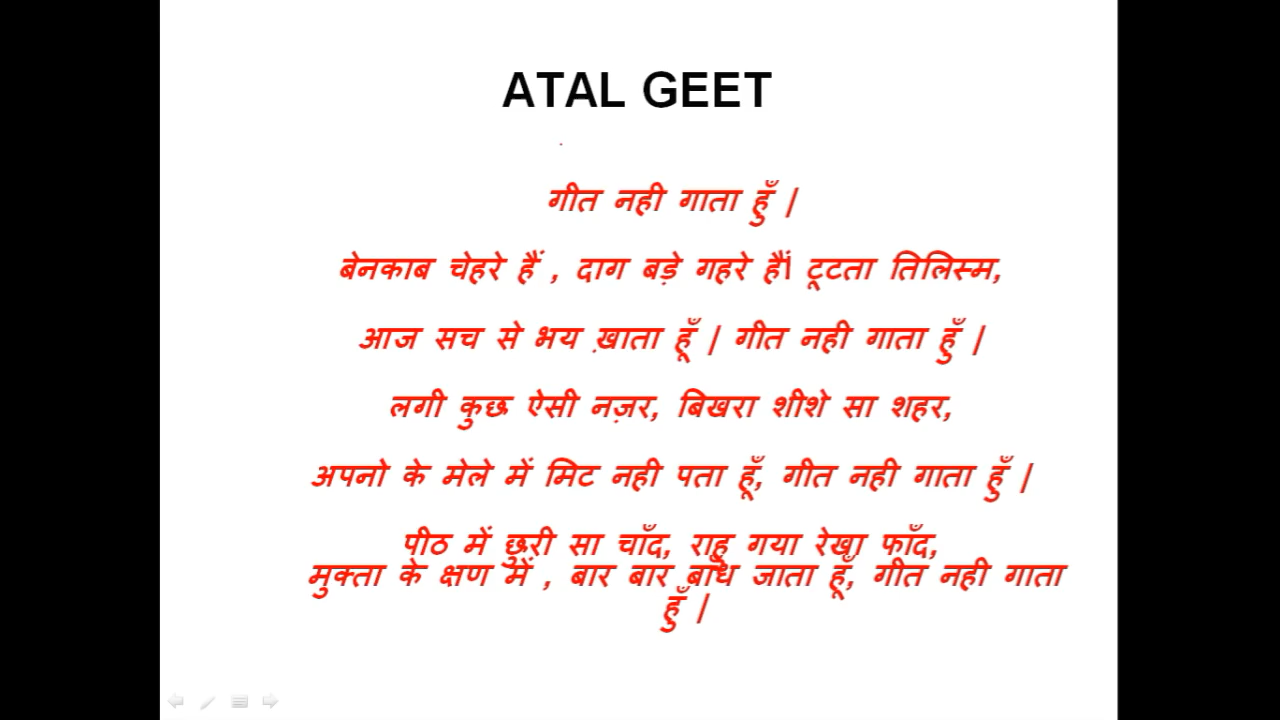 ATAL GEET
गीत नही गाता हुँ |
बेनकाब चेहरे हैं , दाग बड़े गहरे हैं। टूटता तिलिस्म,
आज सच से भय ख़ाता हूँ | गीत नही गाता हुँ |
लगी कुछ ऐसी नज़र, बिखरा शीशे सा शहर,
अपनो के मेले में मिट नही पता हूँ, गीत नही गाता हुँ |
पीठ में छुरी सा चाँद, राहु गया रेखा फाँद,
मुक्ता के क्षण में , बार बार बाँध जाता हूँ, गीत नही गाता
हुँ |